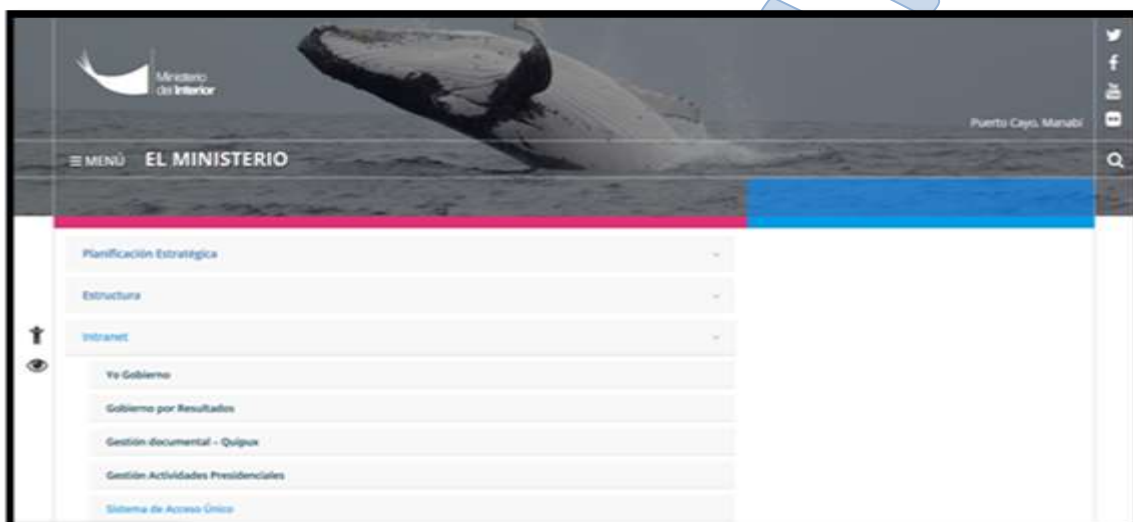 Ministerio
del Interior
Puerto Cayo, Manabí
MENÚ EL MINISTERIO
Planificación Estratégica
Estructura
Intranet
Yo Gobierno
Gobierno por Resultados
Gestión documental – Quipux
Gestión Actividades Presidenciales
Sistema de Acceso Único